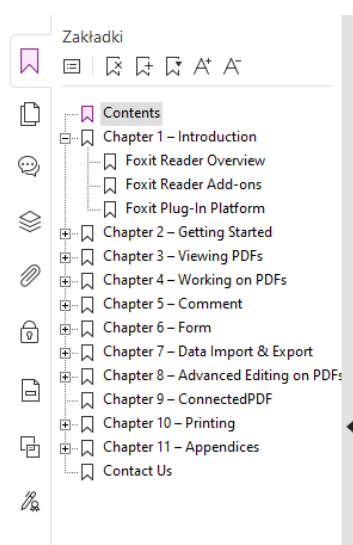 Zakładki
A+ A-
Contents
Chapter 1 – Introduction
Foxit Reader Overview
Foxit Reader Add-ons
Foxit Plug-In Platform
Chapter 2 – Getting Started
Chapter 3 – Viewing PDFs
Chapter 4 – Working on PDFs
Chapter 5 – Comment
Chapter 6 – Form
Chapter 7 – Data Import & Export
Chapter 8 – Advanced Editing on PDFs
Chapter 9 – ConnectedPDF
Chapter 10 – Printing
Chapter 11 – Appendices
Contact Us